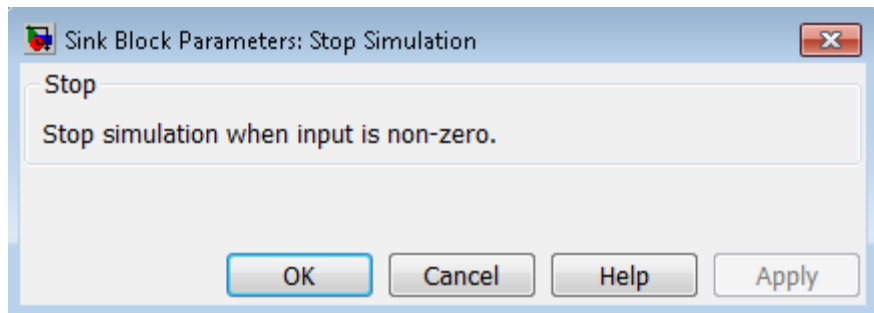 Sink Block Parameters: Stop Simulation
Stop
Stop simulation when input is non-zero.
OK Cancel Help Apply